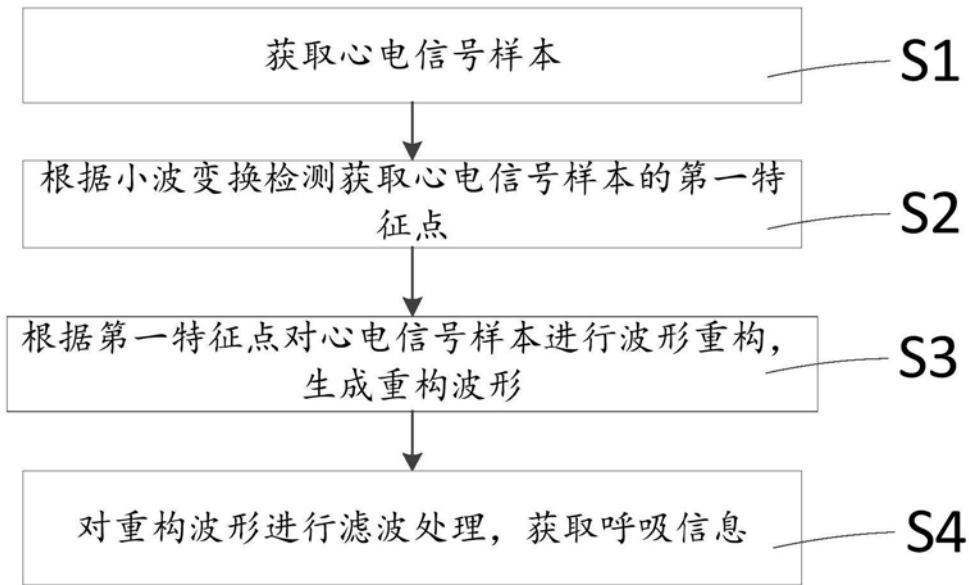 获取心电信号样本
S1
根据小波变换检测获取心电信号样本的第一特
征点
S2
根据第一特征点对心电信号样本进行波形重构,
生成重构波形
S3
对重构波形进行滤波处理，获取呼吸信息
S4